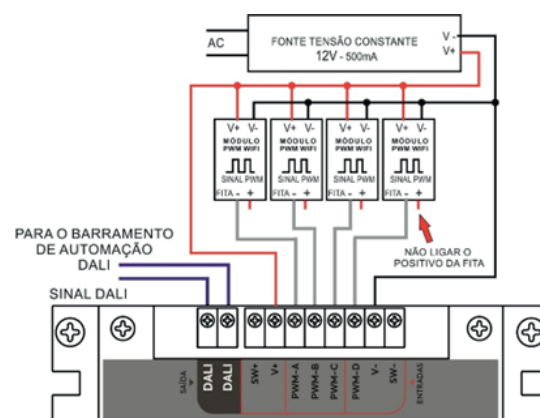 AC
FONTE TENSÃO CONSTANTE
12V - 500mA
V -
V+
V+ V-
MÓDULO
PWM WIFI
SINAL PWM
FITA - +
V+ V-
MÓDULO
PWM WIFI
SINAL PWM
FITA - +
V+ V-
MÓDULO
PWM WIFI
SINAL PWM
FITA - +
V+ V-
MÓDULO
PWM WIFI
SINAL PWM
FITA - +
NÃO LIGAR O
POSITIVO DA FITA
PARA O BARRAMENTO
DE AUTOMAÇÃO
DALI
SINAL DALI
SAÍDA
DALI
DALI
SW+
V+
PWM-A
PWM-B
PWM-C
PWM-D
V-
SW-
ENTRADAS